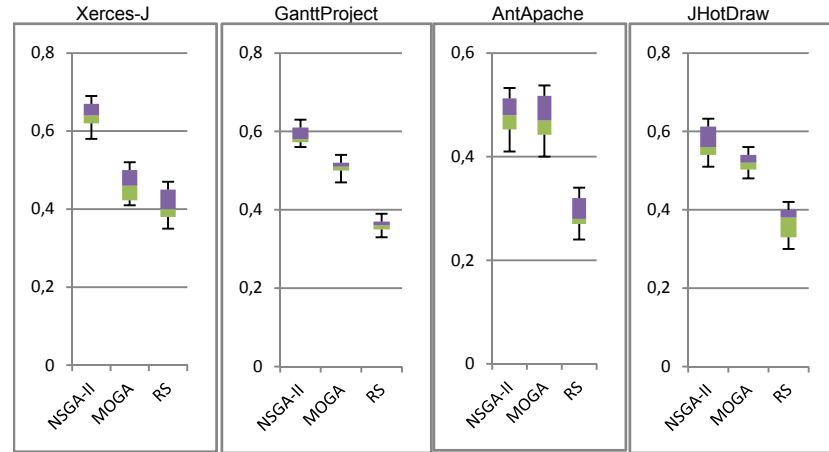 Xerces-J
0,8
0,6
0,4
0,2
0
NSGA-II
MOGA
RS
GanttProject
0,8
0,6
0,4
0,2
0
NSGA-II
MOGA
RS
AntApache
0,6
0,4
0,2
0
NSGA-II
MOGA
RS
JHotDraw
0,8
0,6
0,4
0,2
0
NSGA-II
MOGA
RS